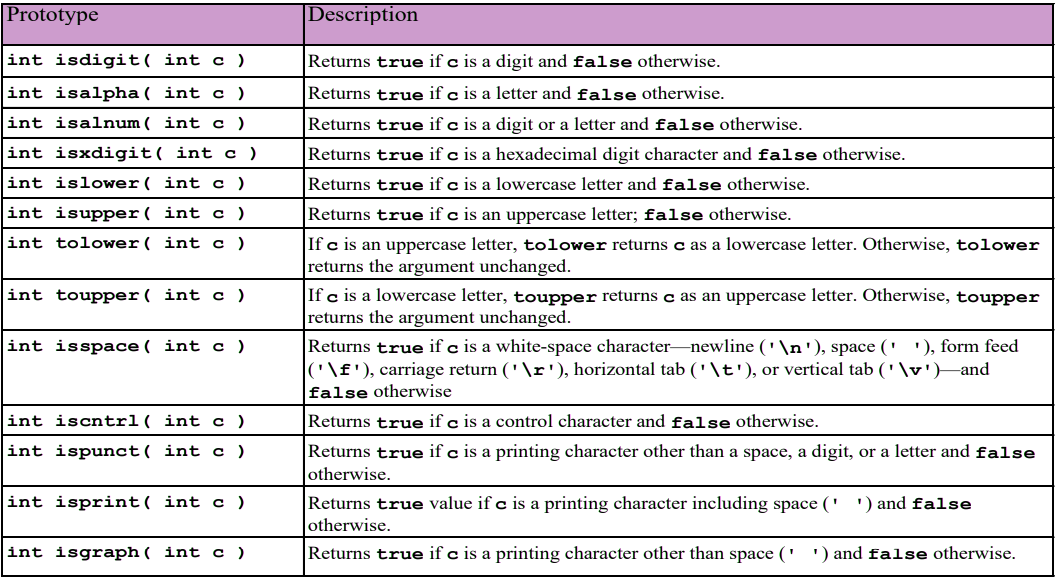 Prototype Description
int isdigit( int c ) Returns true if c is a digit and false otherwise.
int isalpha( int c ) Returns true if c is a letter and false otherwise.
int isalnum( int c ) Returns true if c is a digit or a letter and false otherwise.
int isxdigit( int c ) Returns true if c is a hexadecimal digit character and false otherwise.
int islower( int c ) Returns true if c is a lowercase letter and false otherwise.
int isupper( int c ) Returns true if c is an uppercase letter; false otherwise.
int tolower( int c ) If c is an uppercase letter, tolower returns c as a lowercase letter. Otherwise, tolower
returns the argument unchanged.
int toupper( int c ) If c is a lowercase letter, toupper returns c as an uppercase letter. Otherwise, toupper
returns the argument unchanged.
int isspace( int c ) Returns true if c is a white-space character—newline ('\n'), space (' '), form feed
('\f'), carriage return ('\r'), horizontal tab ('\t'), or vertical tab ('\v')—and
false otherwise
int iscntrl( int c ) Returns true if c is a control character and false otherwise.
int ispunct( int c ) Returns true if c is a printing character other than a space, a digit, or a letter and false
otherwise.
int isprint( int c ) Returns true value if c is a printing character including space (' ') and false
otherwise.
int isgraph( int c ) Returns true if c is a printing character other than space (' ') and false otherwise.